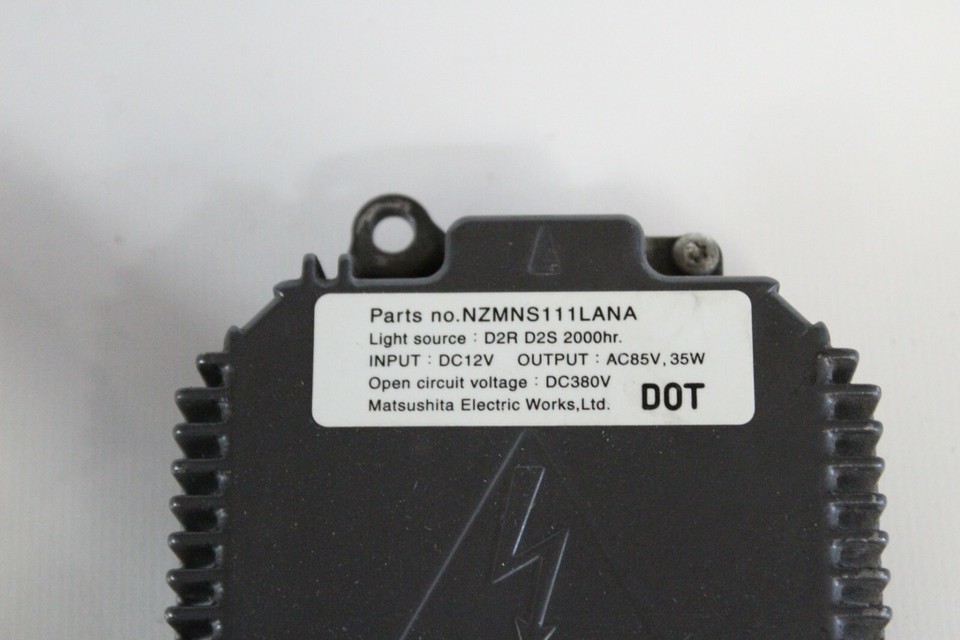 Parts no.NZMNS111LANA
Light source : D2R D2S 2000hr.
INPUT : DC12V OUTPUT : AC85V, 35W
Open circuit voltage : DC380V
Matsushita Electric Works,Ltd. DOT